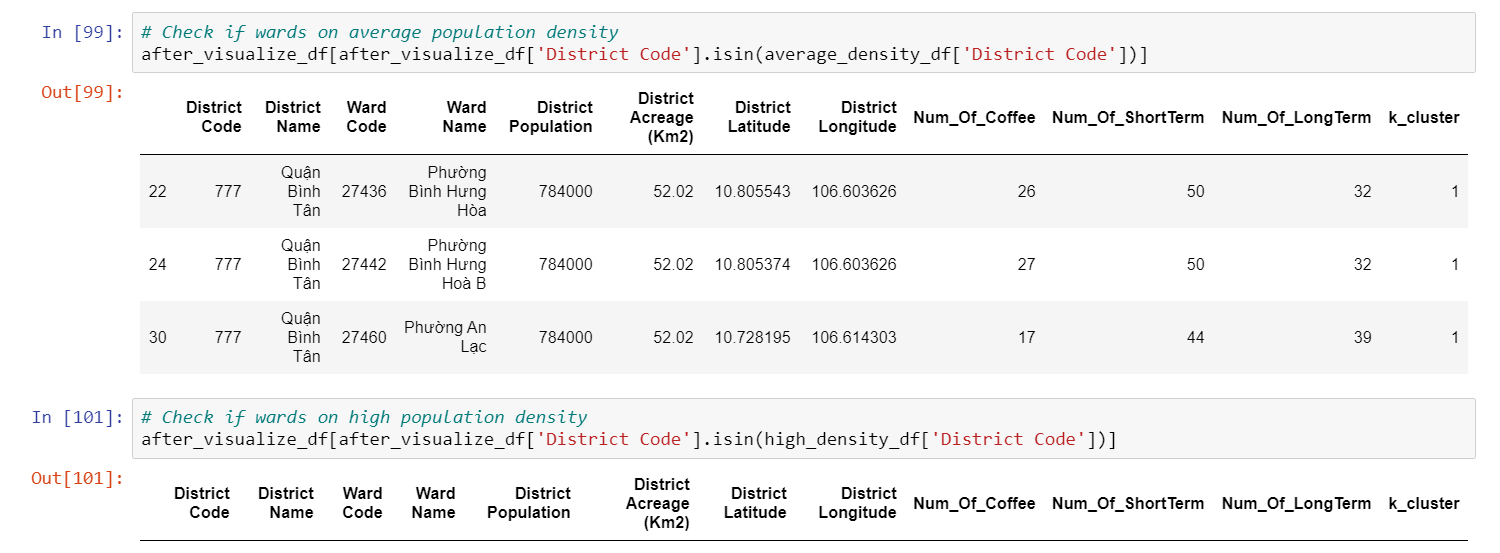 In [99]: # Check if wards on average population density
after_visualize_df[after_visualize_df['District Code'].isin(average_density_df['District Code'])]
Out[99]:
District Code District Name Ward Code Ward Name District Population District Acreage (Km2) District Latitude District Longitude Num_Of_Coffee Num_Of_ShortTerm Num_Of_LongTerm k_cluster
22 777 Quận Bình Tân 27436 Phường Bình Hưng Hòa 784000 52.02 10.805543 106.603626 26 50 32 1
24 777 Quận Bình Tân 27442 Phường Bình Hưng Hoà B 784000 52.02 10.805374 106.603626 27 50 32 1
30 777 Quận Bình Tân 27460 Phường An Lạc 784000 52.02 10.728195 106.614303 17 44 39 1
In [101]: # Check if wards on high population density
after_visualize_df[after_visualize_df['District Code'].isin(high_density_df['District Code'])]
Out[101]:
District Code District Name Ward Code Ward Name District Population District Acreage (Km2) District Latitude District Longitude Num_Of_Coffee Num_Of_ShortTerm Num_Of_LongTerm k_cluster